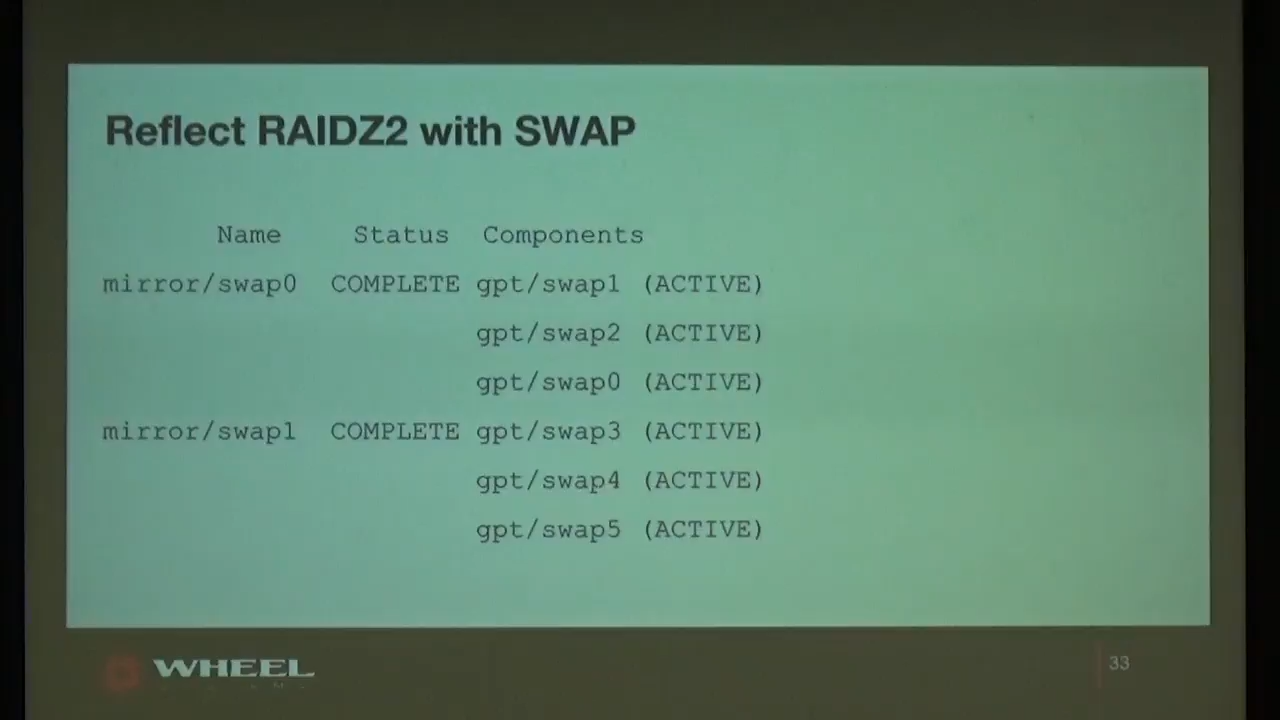 Reflect RAIDZ2 with SWAP
Name Status Components
mirror/swap0 COMPLETE gpt/swap1 (ACTIVE)
gpt/swap2 (ACTIVE)
gpt/swap0 (ACTIVE)
mirror/swap1 COMPLETE gpt/swap3 (ACTIVE)
gpt/swap4 (ACTIVE)
gpt/swap5 (ACTIVE)
WHEEL
33